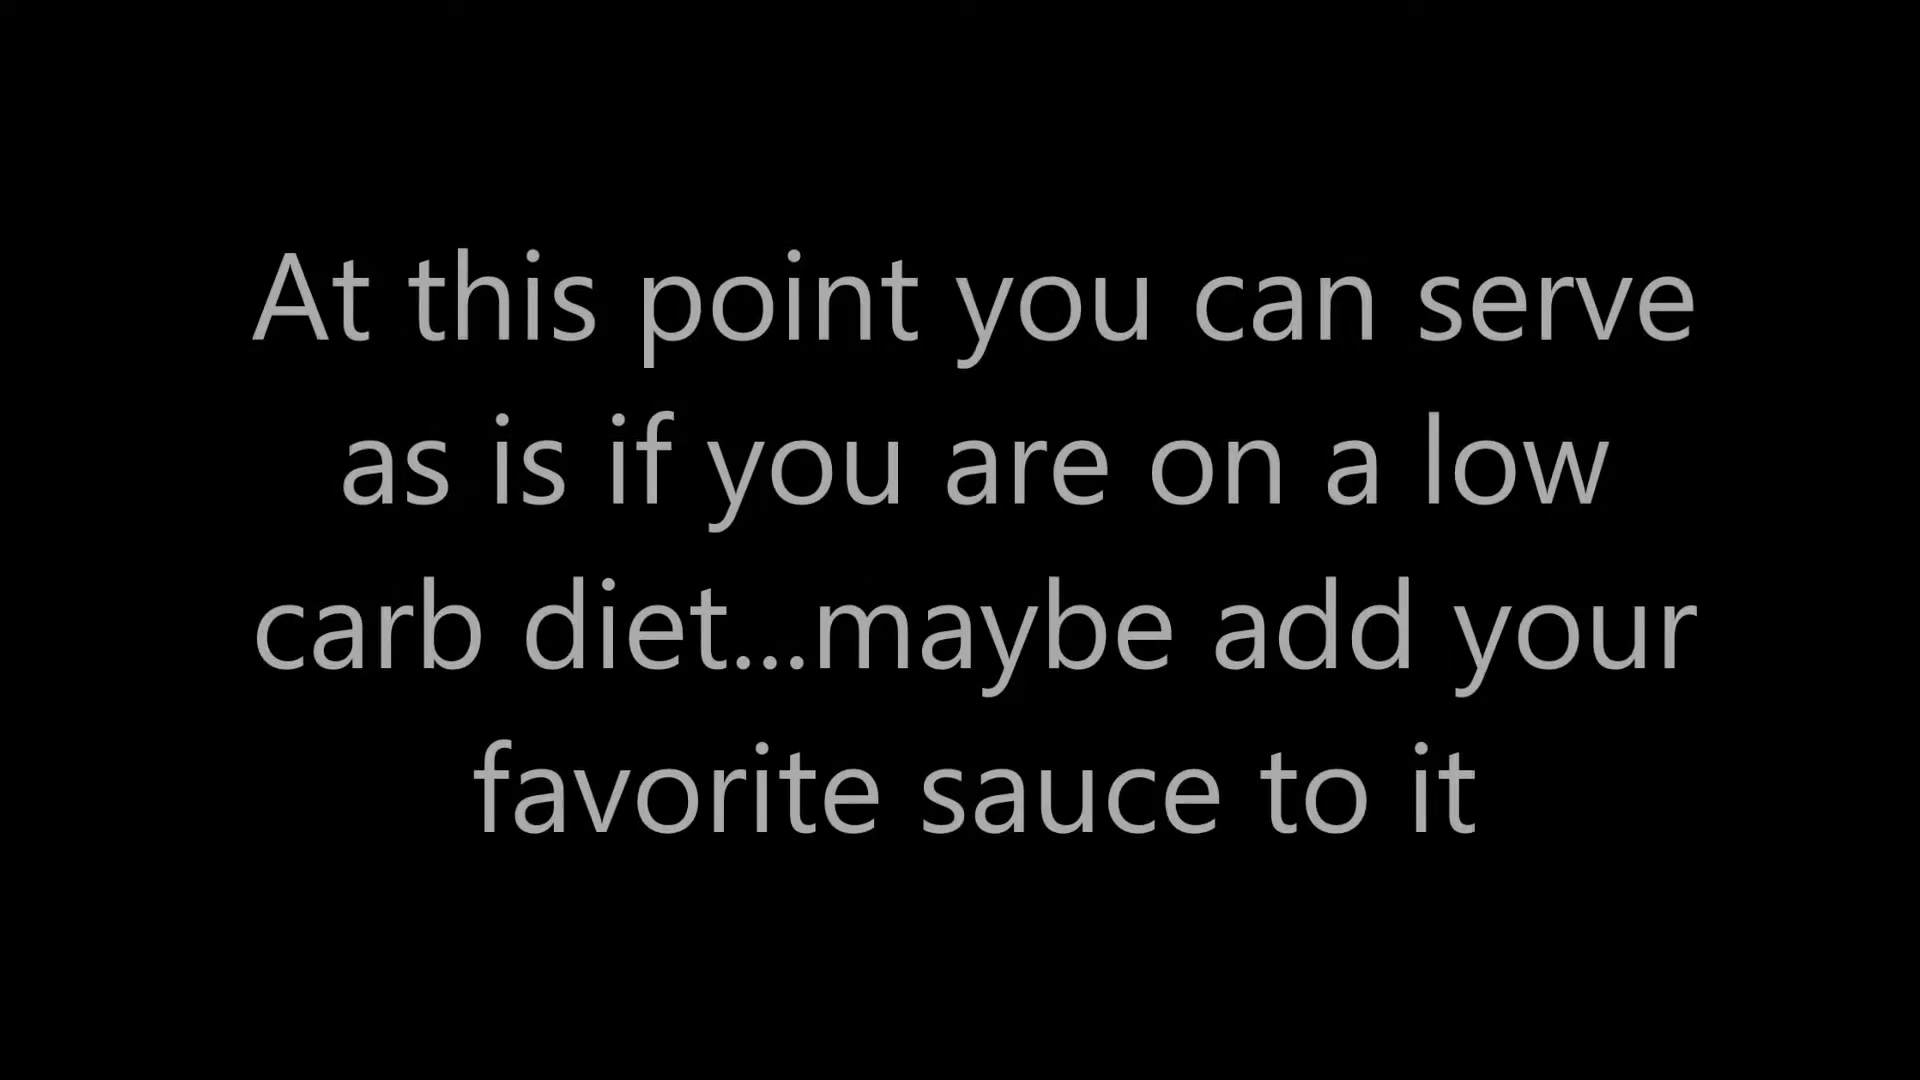 At this point you can serve
as is if you are on a low
carb diet...maybe add your
favorite sauce to it